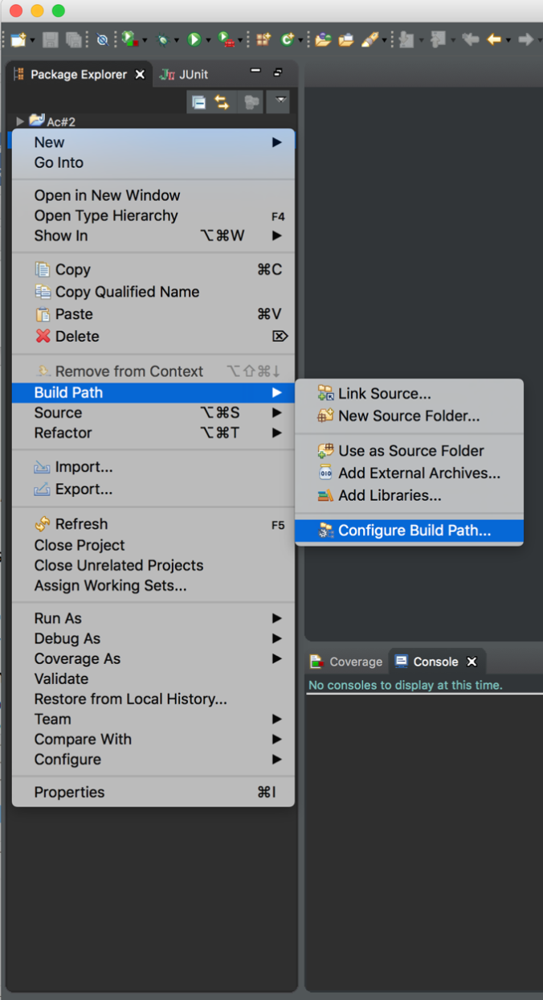 Package Explorer
JUnit
Ac#2
New
Go Into
Open in New Window
Open Type Hierarchy F4
Show In ⌥⌘W
Copy ⌘C
Copy Qualified Name
Paste ⌘V
Delete ⌦
Remove from Context ⌥⇧⌘↓
Build Path
Source ⌥⌘S
Refactor ⌥⌘T
Import...
Export...
Refresh F5
Close Project
Close Unrelated Projects
Assign Working Sets...
Run As
Debug As
Coverage As
Validate
Restore from Local History...
Team
Compare With
Configure
Properties ⌘I
Link Source...
New Source Folder...
Use as Source Folder
Add External Archives...
Add Libraries...
Configure Build Path...
Coverage
Console
No consoles to display at this time.